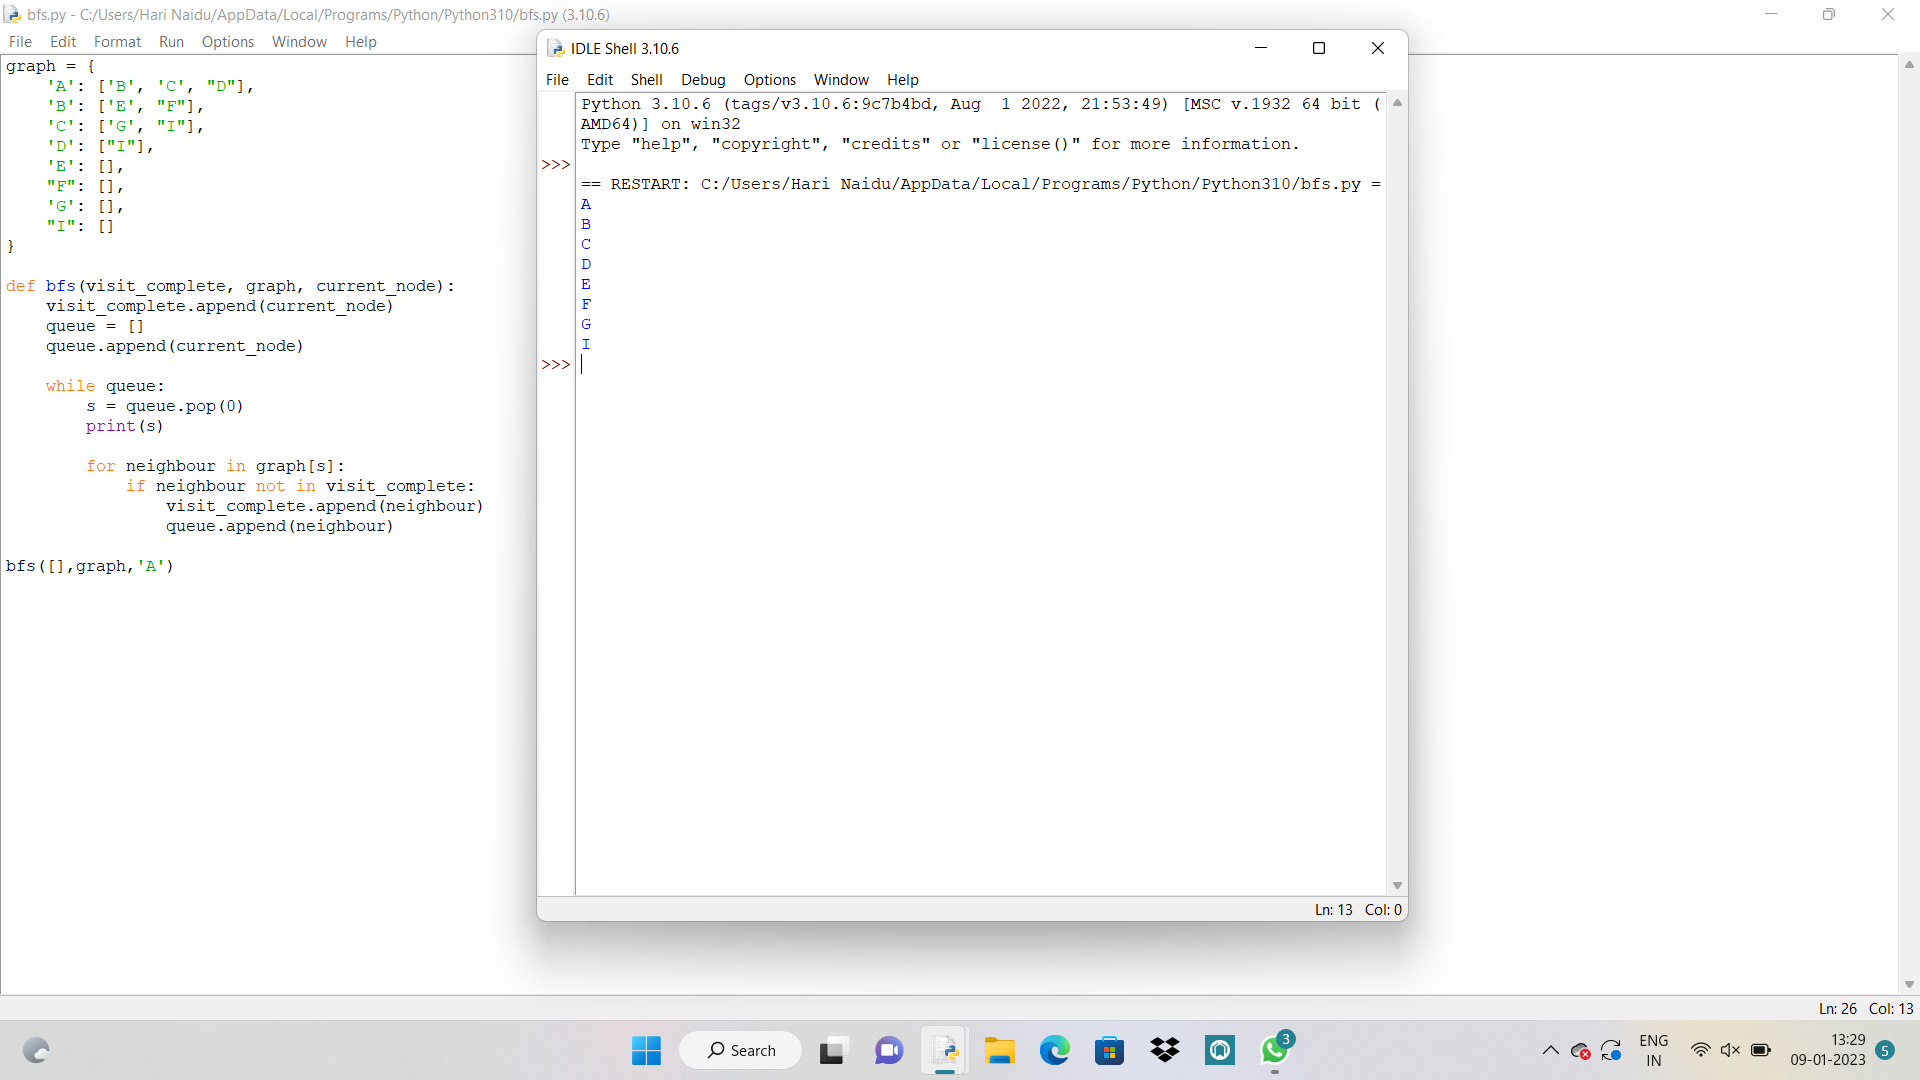 bfs.py - C:/Users/Hari Naidu/AppData/Local/Programs/Python/Python310/bfs.py (3.10.6)
File Edit Format Run Options Window Help
graph = {
    'A': ['B', 'C', "D"],
    'B': ['E', "F"],
    'C': ['G', "I"],
    'D': ["I"],
    'E': [],
    "F": [],
    'G': [],
    "I": []
}
def bfs(visit_complete, graph, current_node):
    visit_complete.append(current_node)
    queue = []
    queue.append(current_node)
    while queue:
        s = queue.pop(0)
        print(s)
        for neighbour in graph[s]:
            if neighbour not in visit_complete:
                visit_complete.append(neighbour)
                queue.append(neighbour)
bfs([],graph,'A')
IDLE Shell 3.10.6
File Edit Shell Debug Options Window Help
Python 3.10.6 (tags/v3.10.6:9c7b4bd, Aug  1 2022, 21:53:49) [MSC v.1932 64 bit (
AMD64)] on win32
Type "help", "copyright", "credits" or "license()" for more information.
>>>
== RESTART: C:/Users/Hari Naidu/AppData/Local/Programs/Python/Python310/bfs.py =
A
B
C
D
E
F
G
I
>>>
Ln: 13 Col: 0
Ln: 26 Col: 13
Search
3
ENG
IN
13:29
09-01-2023
5